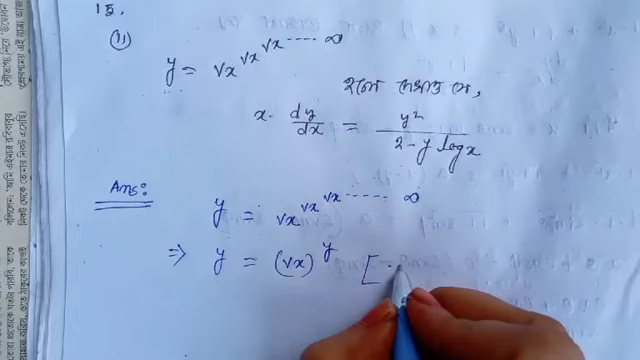 15.
(ii)
y = √x^√x^√x ..... ∞
হলে দেখাও যে,
x. dy/dx = y²/(2 - y log x)
Ans:
y = √x^√x^√x ...... ∞
⇒ y = (√x)^y [